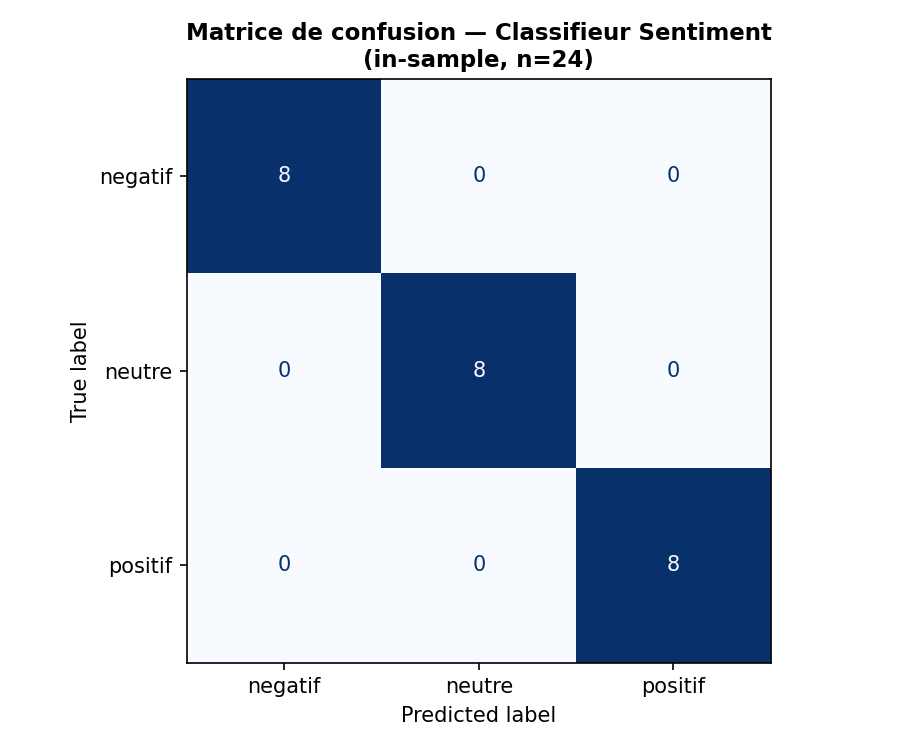 Matrice de confusion — Classifieur Sentiment
(in-sample, n=24)
negatif 8 0 0
neutre 0 8 0
positif 0 0 8
True label
negatif neutre positif
Predicted label